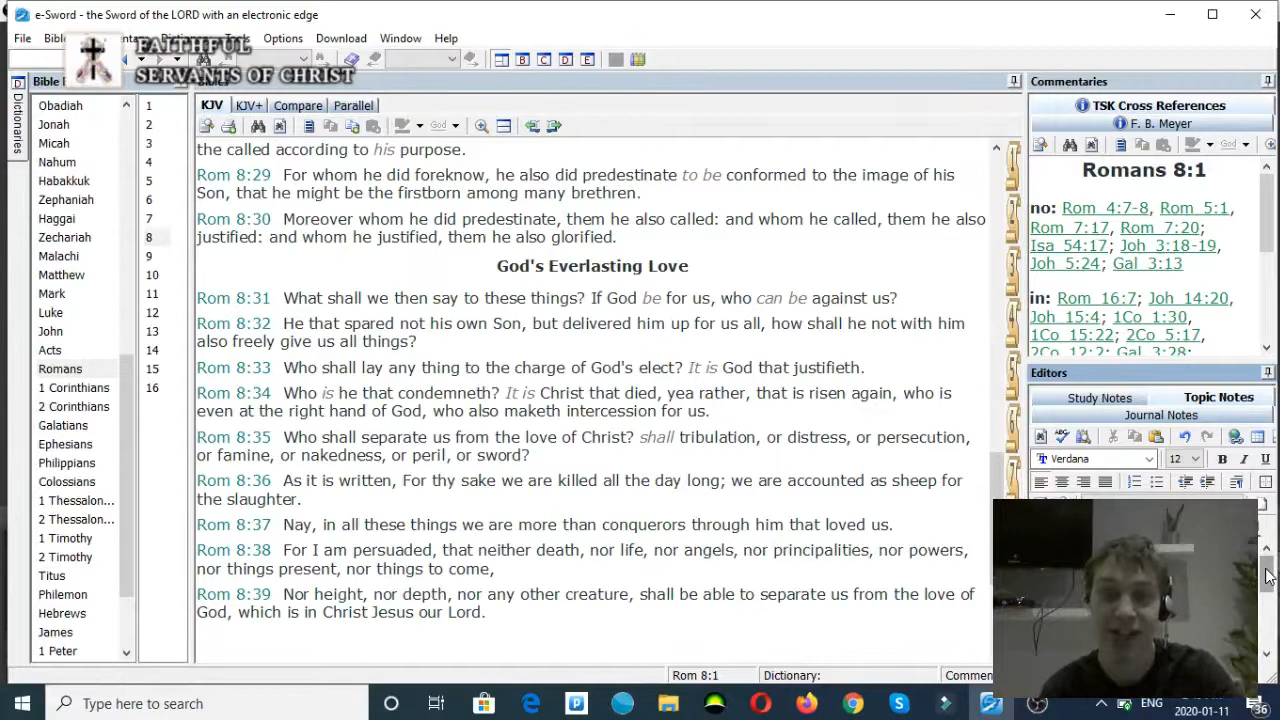 e-Sword - the Sword of the LORD with an electronic edge
File Bib Options Download Window Help
FAITHFUL
SERVANTS OF CHRIST
Dictionaries
Obadiah
Jonah
Micah
Nahum
Habakkuk
Zephaniah
Haggai
Zechariah
Malachi
Matthew
Mark
Luke
John
Acts
Romans
1 Corinthians
2 Corinthians
Galatians
Ephesians
Philippians
Colossians
1 Thessalon...
2 Thessalon...
1 Timothy
2 Timothy
Titus
Philemon
Hebrews
James
1 Peter
1
2
3
4
5
6
7
8
9
10
11
12
13
14
15
16
KJV KJV+ Compare Parallel
the called according to his purpose.
Rom 8:29 For whom he did foreknow, he also did predestinate to be conformed to the image of his
Son, that he might be the firstborn among many brethren.
Rom 8:30 Moreover whom he did predestinate, them he also called: and whom he called, them he also
justified: and whom he justified, them he also glorified.
God's Everlasting Love
Rom 8:31 What shall we then say to these things? If God be for us, who can be against us?
Rom 8:32 He that spared not his own Son, but delivered him up for us all, how shall he not with him
also freely give us all things?
Rom 8:33 Who shall lay any thing to the charge of God's elect? It is God that justifieth.
Rom 8:34 Who is he that condemneth? It is Christ that died, yea rather, that is risen again, who is
even at the right hand of God, who also maketh intercession for us.
Rom 8:35 Who shall separate us from the love of Christ? shall tribulation, or distress, or persecution,
or famine, or nakedness, or peril, or sword?
Rom 8:36 As it is written, For thy sake we are killed all the day long; we are accounted as sheep for
the slaughter.
Rom 8:37 Nay, in all these things we are more than conquerors through him that loved us.
Rom 8:38 For I am persuaded, that neither death, nor life, nor angels, nor principalities, nor powers,
nor things present, nor things to come,
Rom 8:39 Nor height, nor depth, nor any other creature, shall be able to separate us from the love of
God, which is in Christ Jesus our Lord.
Commentaries
TSK Cross References
F. B. Meyer
Romans 8:1
no: Rom 4:7-8, Rom 5:1,
Rom 7:17, Rom 7:20;
Isa 54:17; Joh 3:18-19,
Joh 5:24; Gal 3:13
in: Rom 16:7; Joh 14:20,
Joh 15:4; 1Co 1:30,
1Co 15:22; 2Co 5:17,
2Co 12:2; Gal 3:28
Editors
Study Notes Topic Notes
Journal Notes
Verdana 12 B I U
Rom 8:1 Dictionary: Commen
Type here to search
ENG
2020-01-11
36